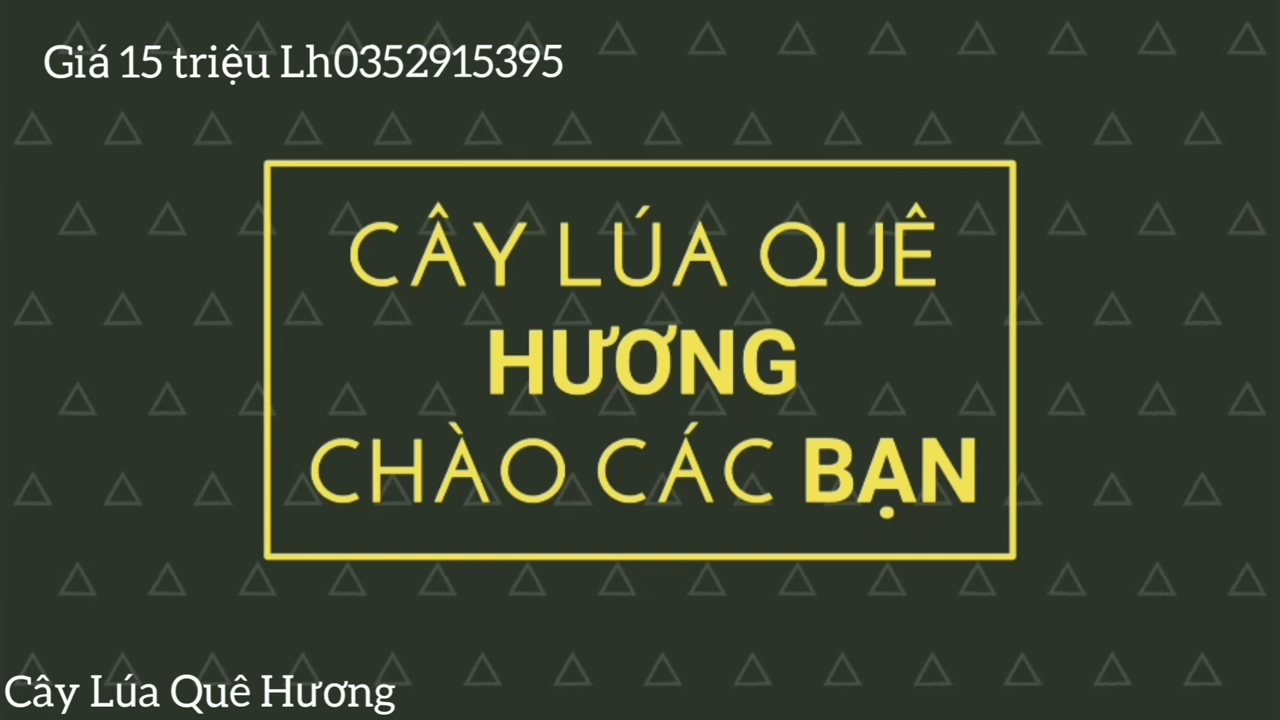 Giá 15 triệu Lh0352915395
CÂY LÚA QUÊ
HƯƠNG
CHÀO CÁC BẠN
Cây Lúa Quê Hương